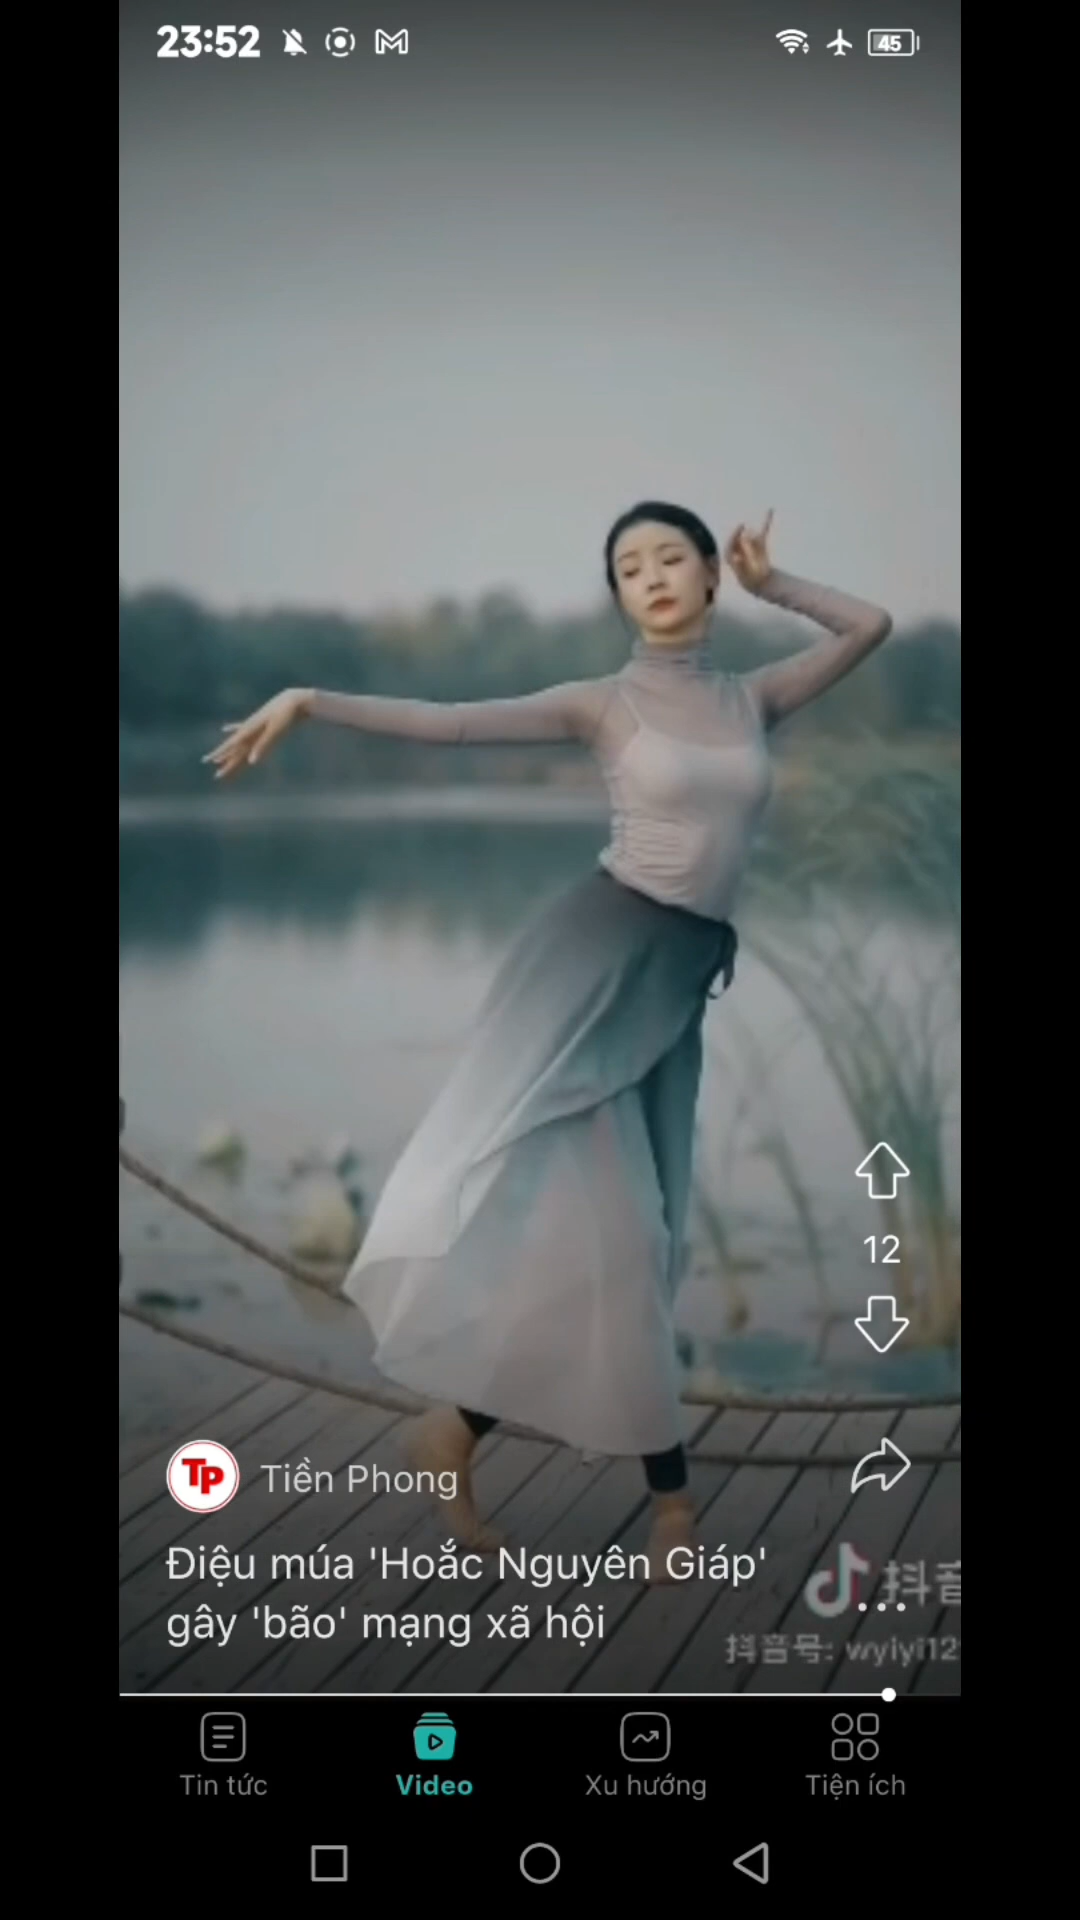 23:52
45
12
TP
Tiền Phong
Điệu múa 'Hoắc Nguyên Giáp'
gây 'bão' mạng xã hội
抖音
抖音号: wyiyi12
Tin tức
Video
Xu hướng
Tiện ích